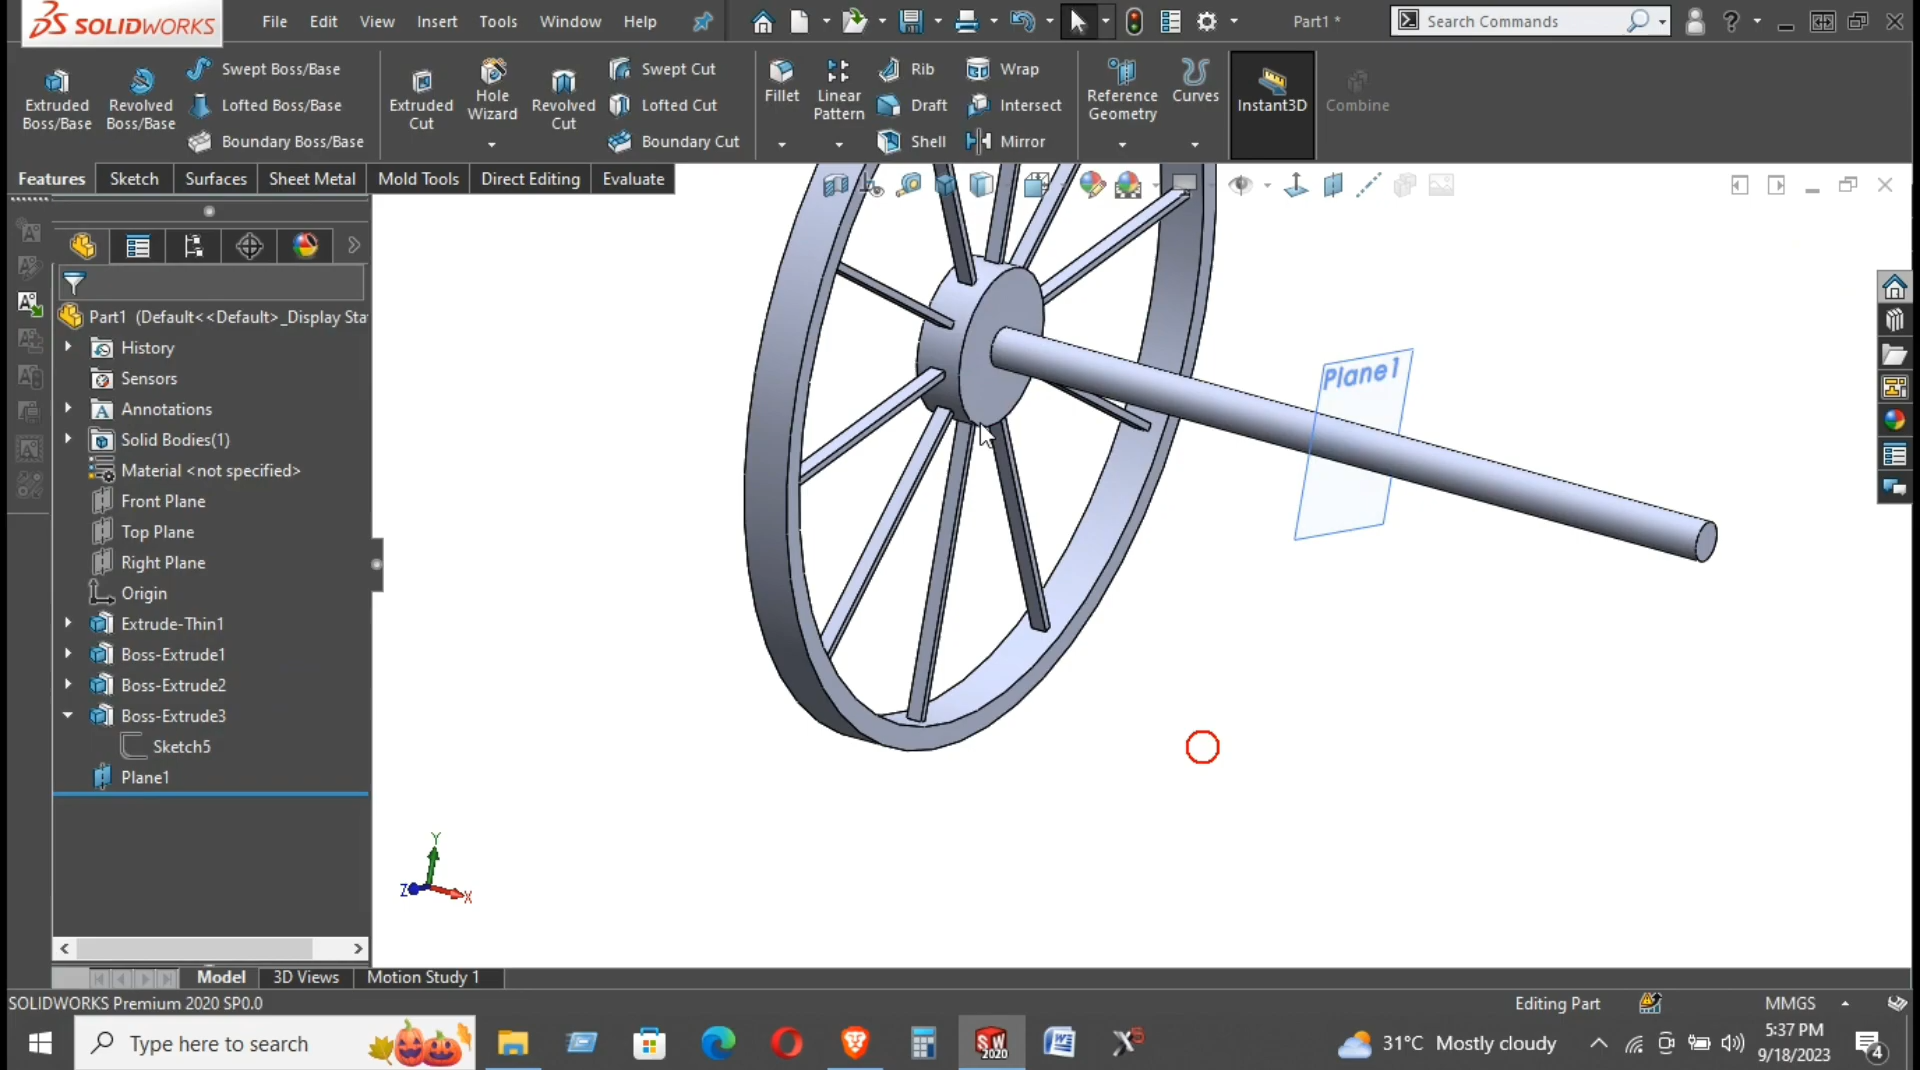 SOLIDWORKS
File
Edit
View
Insert
Tools
Window
Help
Part1 *
Search Commands
Extruded Boss/Base
Revolved Boss/Base
Swept Boss/Base
Lofted Boss/Base
Boundary Boss/Base
Extruded Cut
Hole Wizard
Revolved Cut
Swept Cut
Lofted Cut
Boundary Cut
Fillet
Linear Pattern
Rib
Draft
Shell
Wrap
Intersect
Mirror
Reference Geometry
Curves
Instant3D
Combine
Features
Sketch
Surfaces
Sheet Metal
Mold Tools
Direct Editing
Evaluate
Part1 (Default<<Default>_Display Sta
History
Sensors
Annotations
Solid Bodies(1)
Material <not specified>
Front Plane
Top Plane
Right Plane
Origin
Extrude-Thin1
Boss-Extrude1
Boss-Extrude2
Boss-Extrude3
Sketch5
Plane1
Plane1
Y
Z
X
Model
3D Views
Motion Study 1
SOLIDWORKS Premium 2020 SP0.0
Editing Part
MMGS
Type here to search
31°C Mostly cloudy
5:37 PM
9/18/2023
4